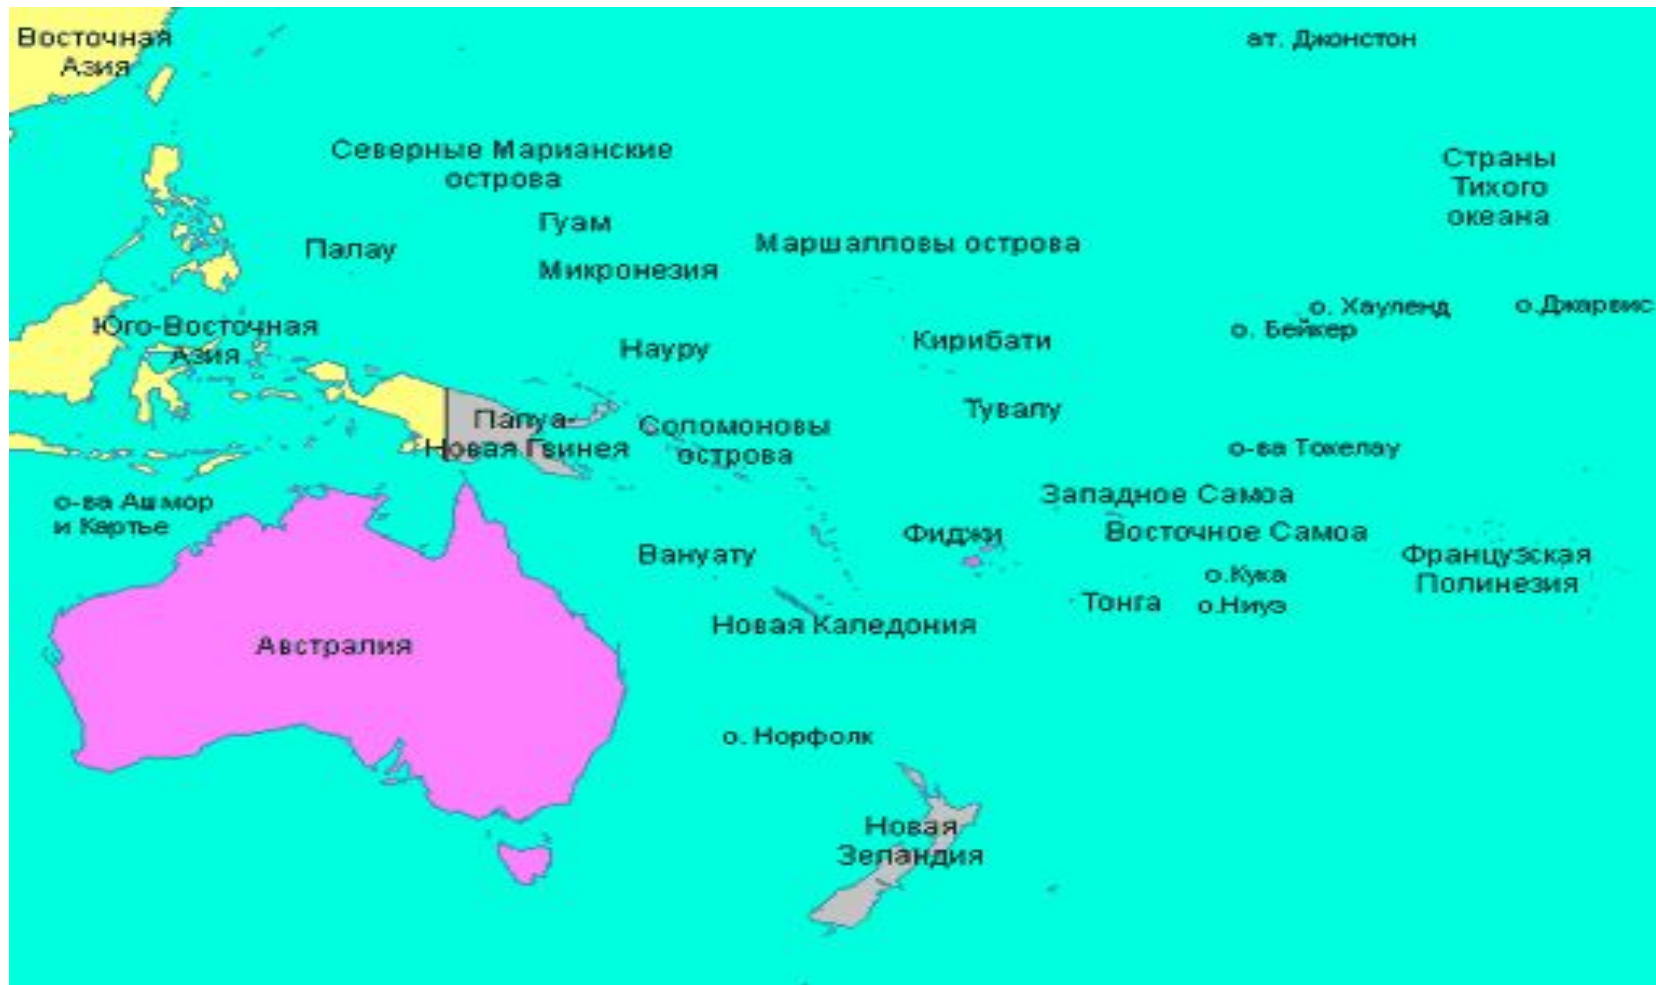 Восточная
Азия
ат. Джонстон
Северные Марианские
острова
Страны
Тихого
океана
Гуам
Палау
Маршалловы острова
Микронезия
о. Хауленд
о.Джарвис
Юго-Восточная
Азия
о. Бейкер
Науру
Кирибати
Тувалу
Папуа-
Новая Гвинея
Соломоновы
острова
о-ва Токелау
о-ва Ашмор
и Картье
Западное Самоа
Фиджи
Восточное Самоа
Вануату
Французская
Полинезия
о.Кука
Тонга
о.Ниуэ
Новая Каледония
Австралия
о. Норфолк
Новая
Зеландия